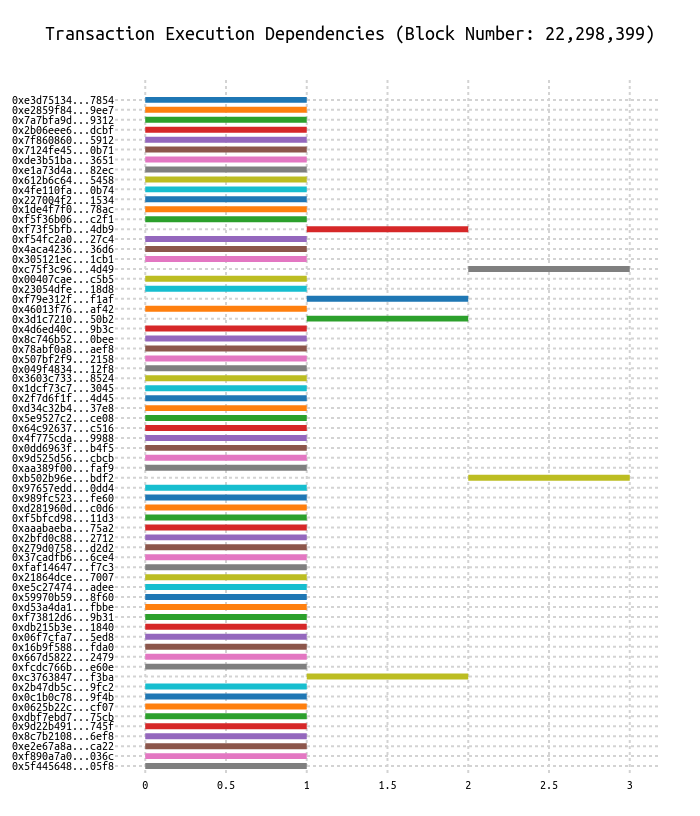 Transaction Execution Dependencies (Block Number: 22,298,399)
0xe3d75134...7854
0xe2859f84...9ee7
0x7a7bfa9d...9312
0x2b06eee6...dcbf
0x7f860860...5912
0x7124fe45...0b71
0xde3b51ba...3651
0xe1a73d4a...82ec
0x612b6c64...5458
0x4fe110fa...0b74
0x227004f2...1534
0x1de4f7f0...78ac
0xf5f36b06...c2f1
0xf73f5bfb...4db9
0xf54fc2a0...27c4
0x4aca4236...36d6
0x305121ec...1cb1
0xc75f3c96...4d49
0x00407cae...c5b5
0x23054dfe...18d8
0xf79e312f...f1af
0x46013f76...af42
0x3d1c7210...50b2
0x4d6ed40c...9b3c
0x8c746b52...0bee
0x78abf0a8...aef8
0x507bf2f9...2158
0x049f4834...12f8
0x3603c733...8524
0x1dcf73c7...3045
0x2f7d6f1f...4d45
0xd34c32b4...37e8
0x5e9527c2...ce08
0x64c92637...c516
0x4f775cda...9988
0x0dd6963f...b4f5
0x9d525d56...cbcb
0xaa389f00...faf9
0xb502b96e...bdf2
0x97657edd...0dd4
0x989fc523...fe60
0xd281960d...c0d6
0xf5bfcd98...11d3
0xaaabaeba...75a2
0x2bfd0c88...2712
0x279d0758...d2d2
0x37cadfb6...6ce4
0xfaf14647...f7c3
0x21864dce...7007
0xe5c27474...adee
0x59970b59...8f60
0xd53a4da1...fbbe
0xf73812d6...9b31
0xdb215b3e...1840
0x06f7cfa7...5ed8
0x16b9f588...fda0
0x667d5822...2479
0xfcdc766b...e60e
0xc3763847...f3ba
0x2b47db5c...9fc2
0x0c1b0c78...9f4b
0x0625b22c...cf07
0xdbf7ebd7...75cb
0x9d22b491...745f
0x8c7b2108...6ef8
0xe2e67a8a...ca22
0xf890a7a0...036c
0x5f445648...05f8
0 0.5 1 1.5 2 2.5 3